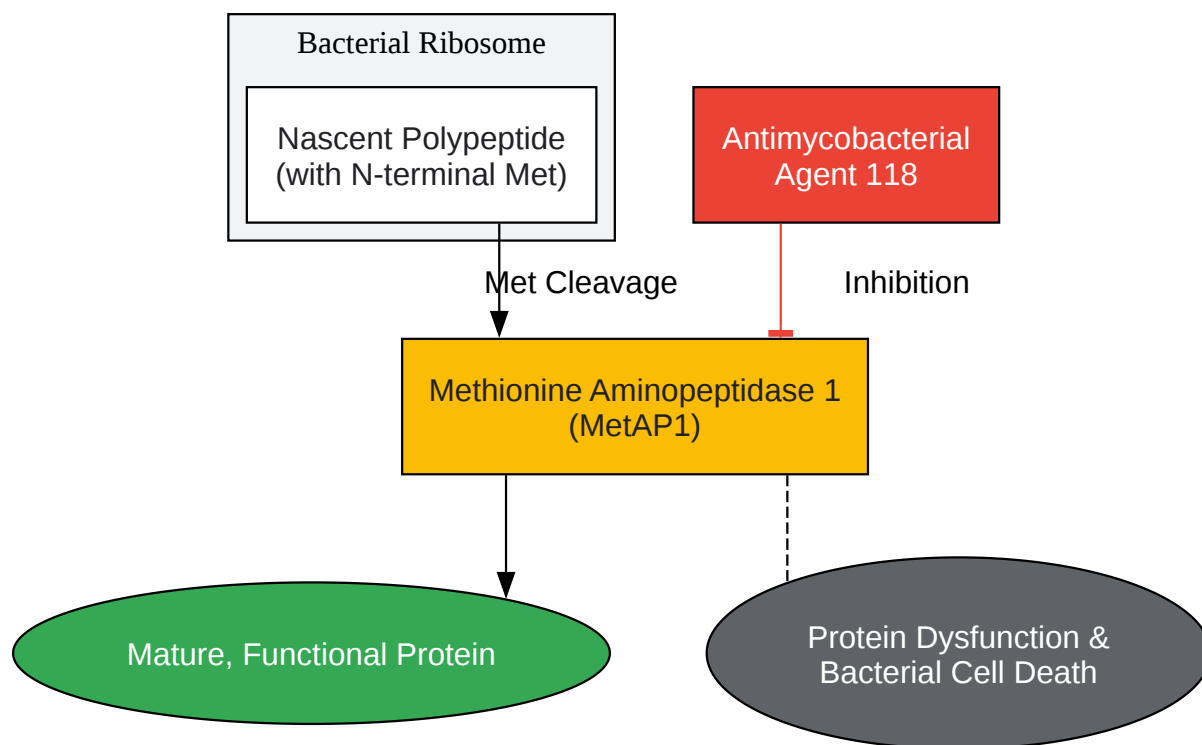 Bacterial Ribosome
Nascent Polypeptide
(with N-terminal Met)
Antimycobacterial
Agent 118
Met Cleavage
Inhibition
Methionine Aminopeptidase 1
(MetAP1)
Mature, Functional Protein
Protein Dysfunction &
Bacterial Cell Death